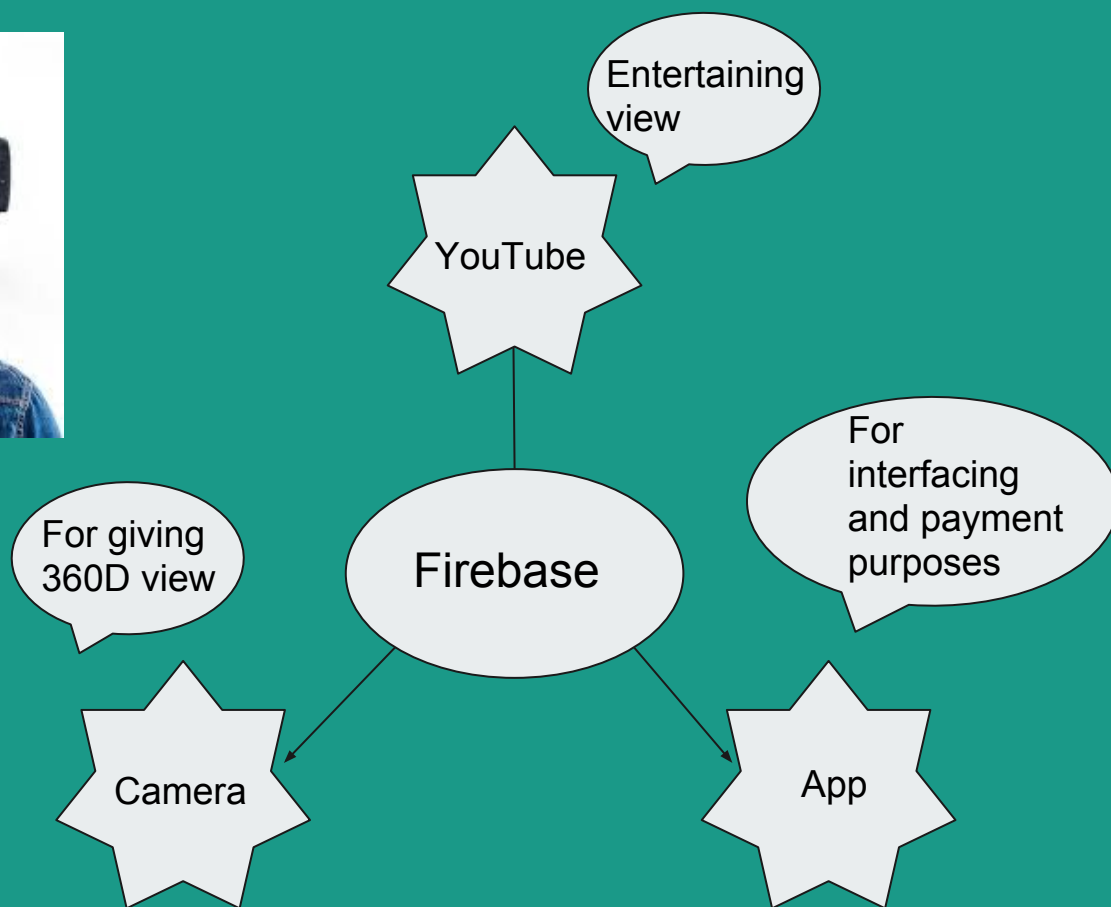 Entertaining
view
YouTube
For
interfacing
and payment
purposes
For giving
360D view
Firebase
Camera
App